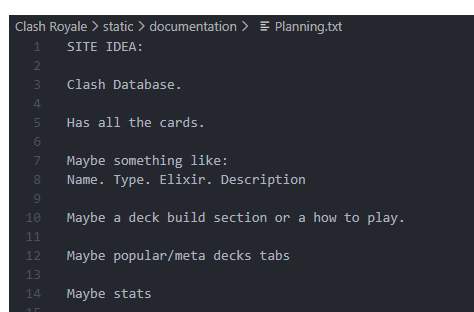 Clash Royale > static > documentation > Planning.txt
1 SITE IDEA:
2
3 Clash Database.
4
5 Has all the cards.
6
7 Maybe something like:
8 Name. Type. Elixir. Description
9
10 Maybe a deck build section or a how to play.
11
12 Maybe popular/meta decks tabs
13
14 Maybe stats
15